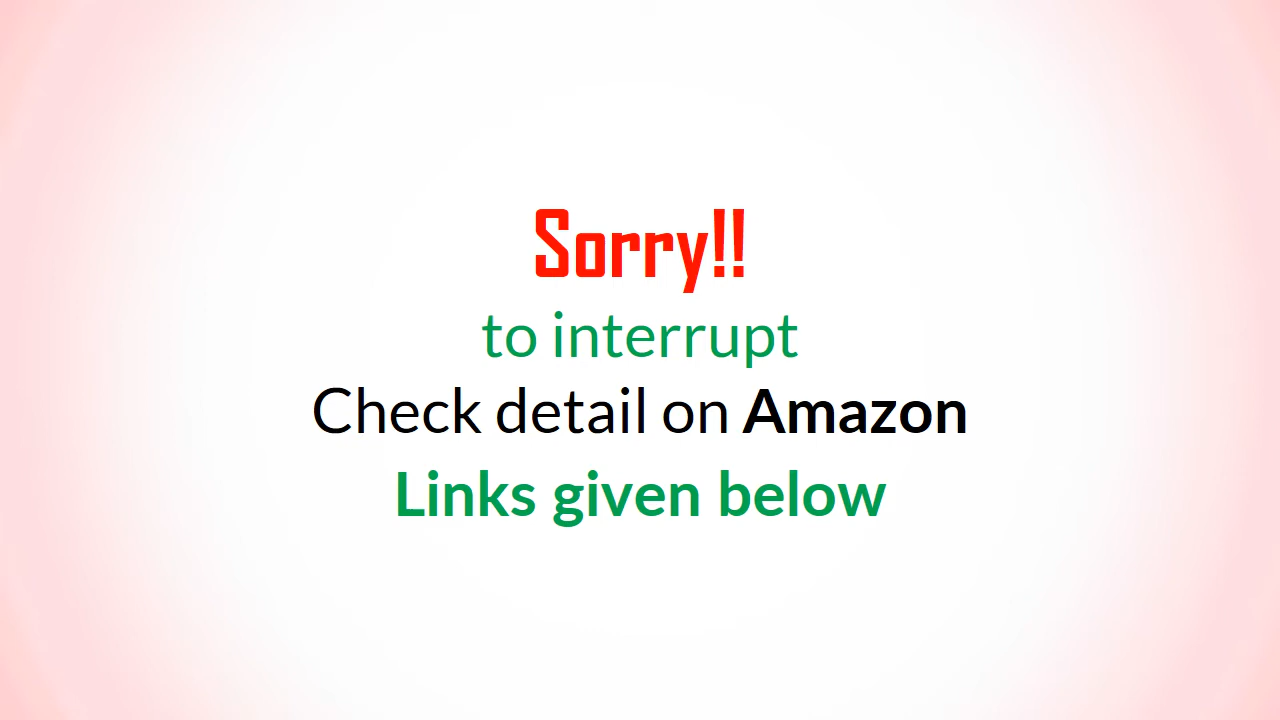 Sorry!!
to interrupt
Check detail on Amazon
Links given below